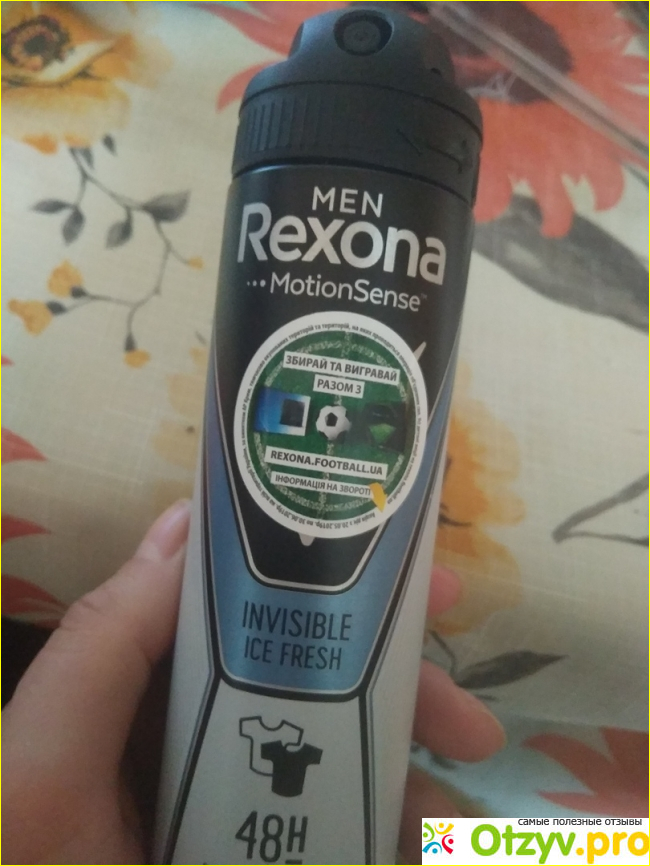 MEN
Rexona
MotionSense™
ЗБИРАЙ ТА ВИГРАВАЙ
РАЗОМ З
REXONA.FOOTBALL.UA
ІНФОРМАЦІЯ НА ЗВОРОТІ
INVISIBLE
ICE FRESH
48H
самые полезные отзывы
Otzyv.pro